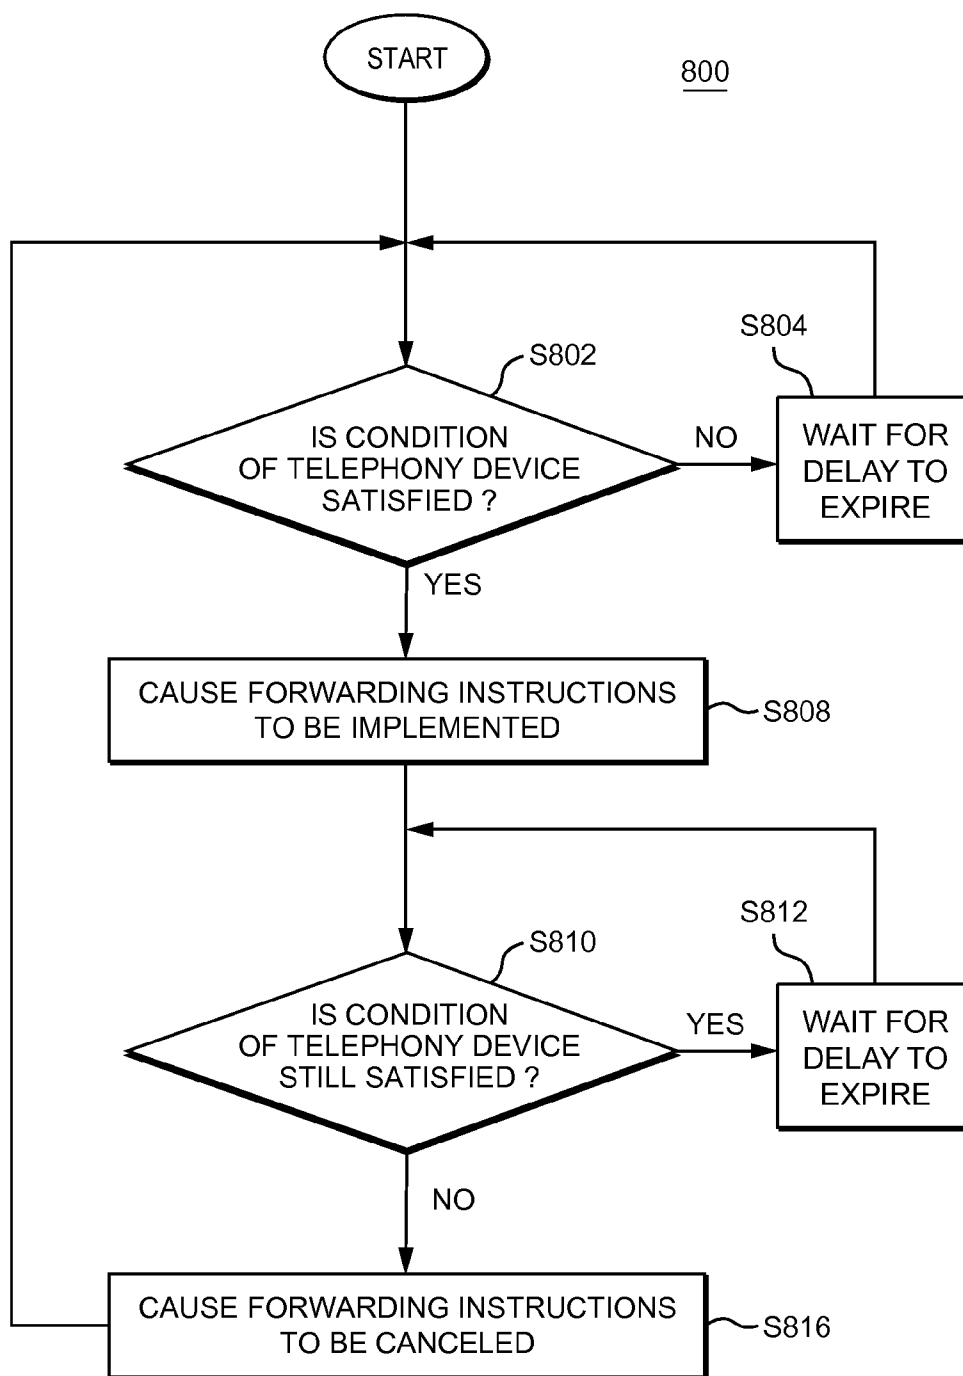 START
800
S802
S804
IS CONDITION
OF TELEPHONY DEVICE
SATISFIED ?
NO
WAIT FOR
DELAY TO
EXPIRE
YES
CAUSE FORWARDING INSTRUCTIONS
TO BE IMPLEMENTED
S808
S810
S812
IS CONDITION
OF TELEPHONY DEVICE
STILL SATISFIED ?
YES
WAIT FOR
DELAY TO
EXPIRE
NO
CAUSE FORWARDING INSTRUCTIONS
TO BE CANCELED
S816